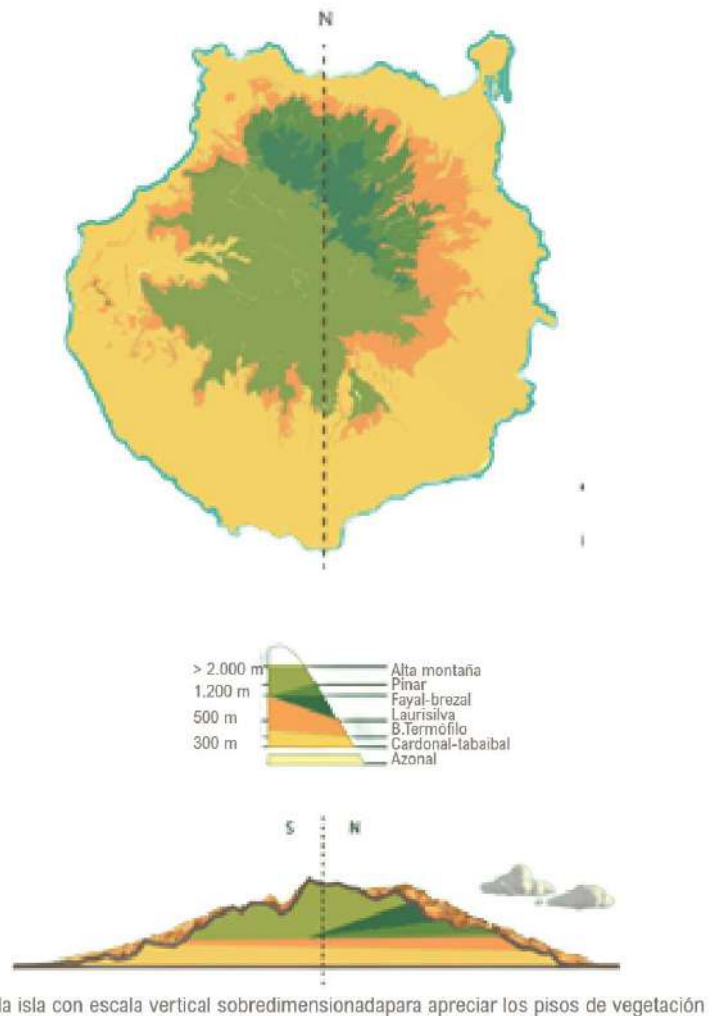 N
> 2.000 m
1.200 m
500 m
300 m
Alta montaña
Pinar
Fayal-brezal
Laurisilva
B.Termófilo
Cardonal-tabaibal
Azonal
S N
la isla con escala vertical sobredimensionadapara apreciar los pisos de vegetación